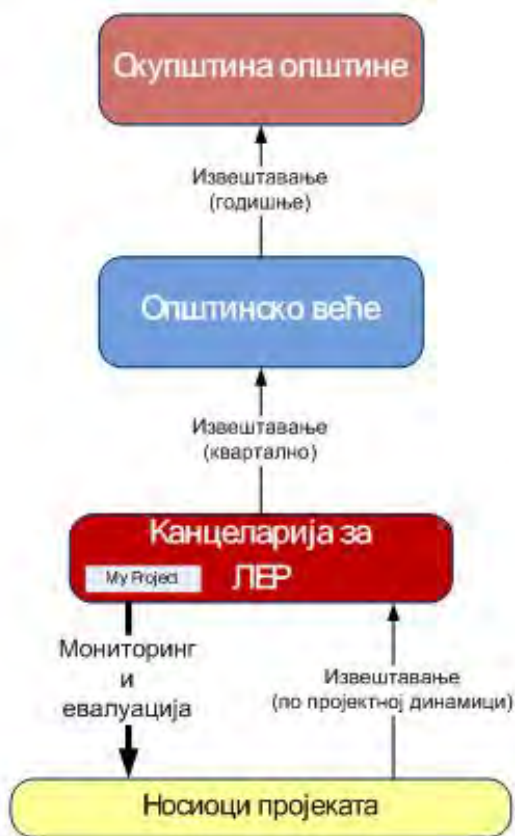 Окупштина општине
Извештавање
(годишње)
Општинско веће
Извештавање
(квартално)
Канцеларија за
ЛЕР
My Project
Мониторинг
и
евалуација
Извештавање
(по пројектној динамици)
Носиоци пројеката